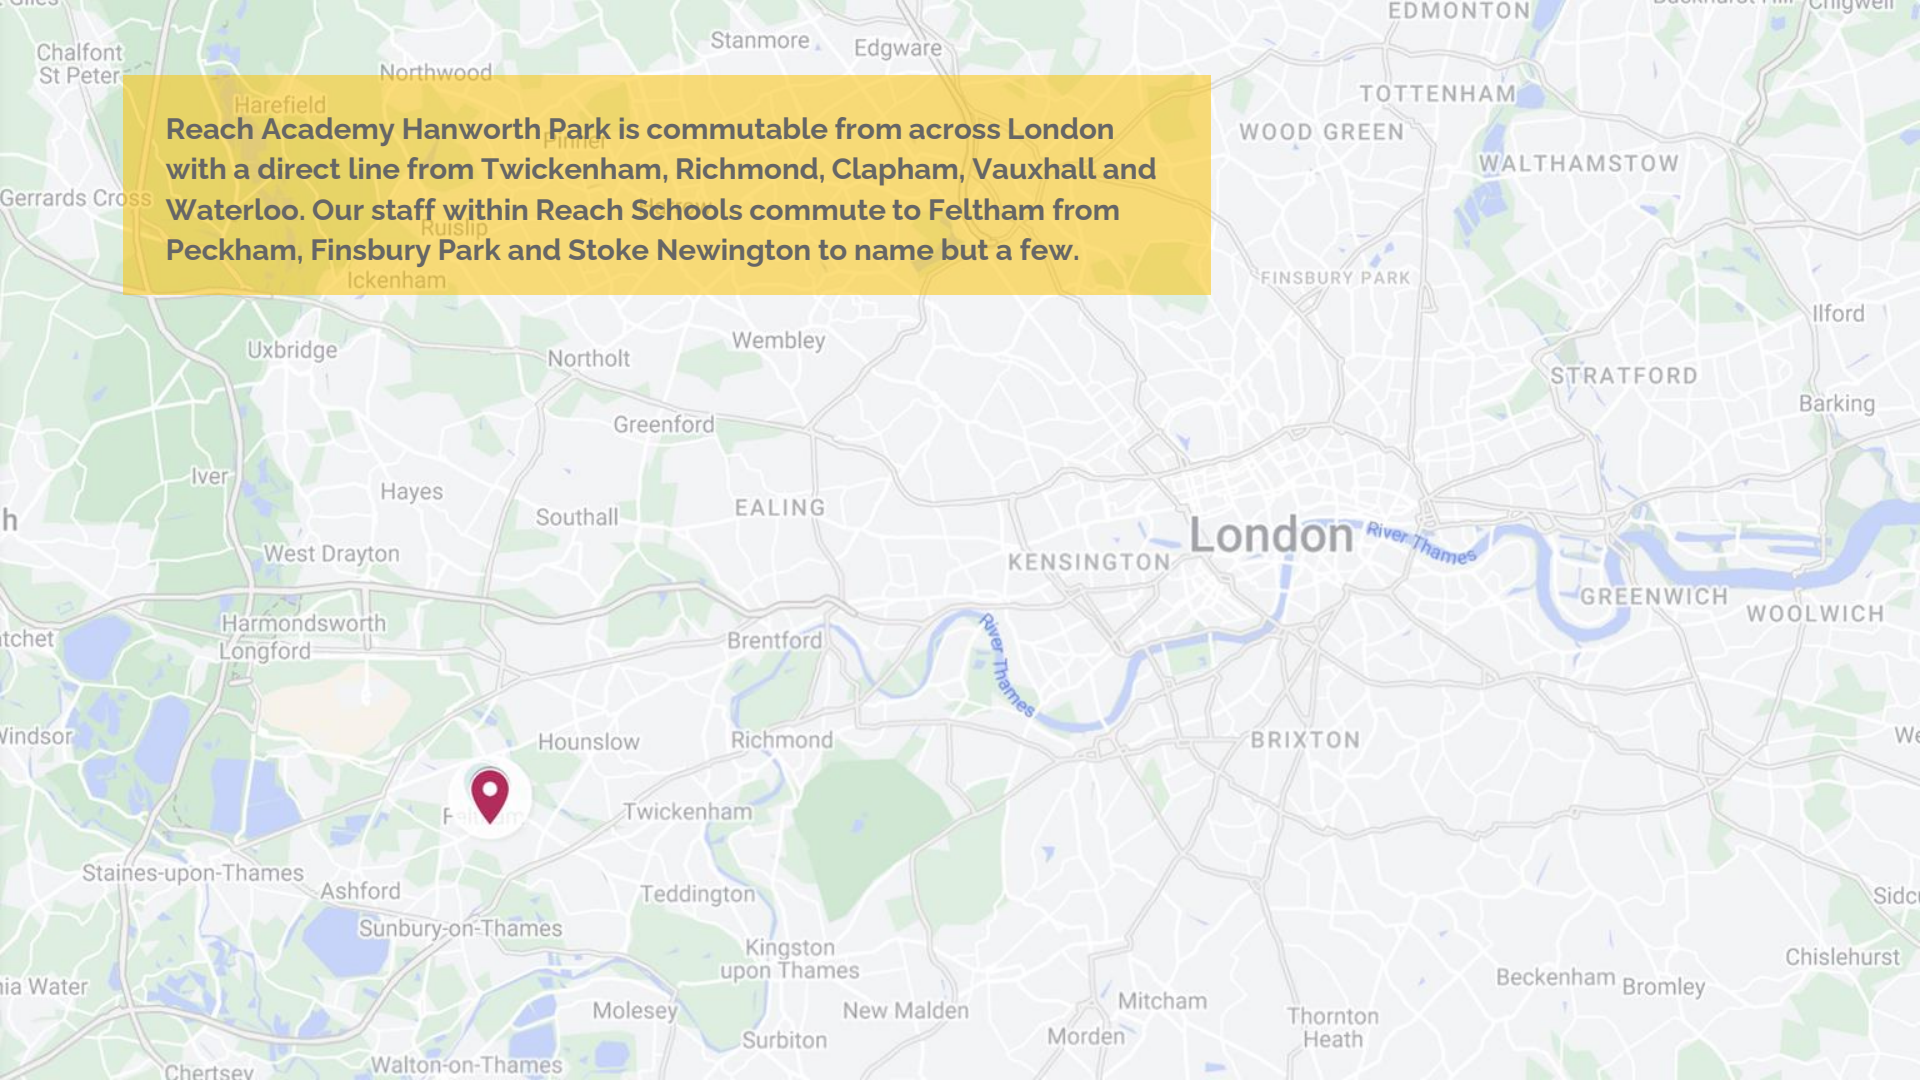 Chalfont
St Peter
Northwood
Stanmore
Edgware
EDMONTON
Chigwell
Harefield
Pinner
TOTTENHAM
WOOD GREEN
WALTHAMSTOW
Gerrards Cross
Reach Academy Hanworth Park is commutable from across London
with a direct line from Twickenham, Richmond, Clapham, Vauxhall and
Waterloo. Our staff within Reach Schools commute to Feltham from
Peckham, Finsbury Park and Stoke Newington to name but a few.
Ruislip
Ickenham
FINSBURY PARK
Ilford
Uxbridge
Northolt
Wembley
STRATFORD
Greenford
Barking
Iver
Hayes
Southall
EALING
London
River Thames
West Drayton
KENSINGTON
GREENWICH
WOOLWICH
Harmondsworth
Longford
Brentford
River Thames
Windsor
Hounslow
Richmond
BRIXTON
Twickenham
Staines-upon-Thames
Ashford
Teddington
Sunbury-on-Thames
Kingston
upon Thames
Chislehurst
Beckenham
Bromley
Molesey
New Malden
Mitcham
Thornton
Heath
Surbiton
Morden
Walton-on-Thames
Chertsey